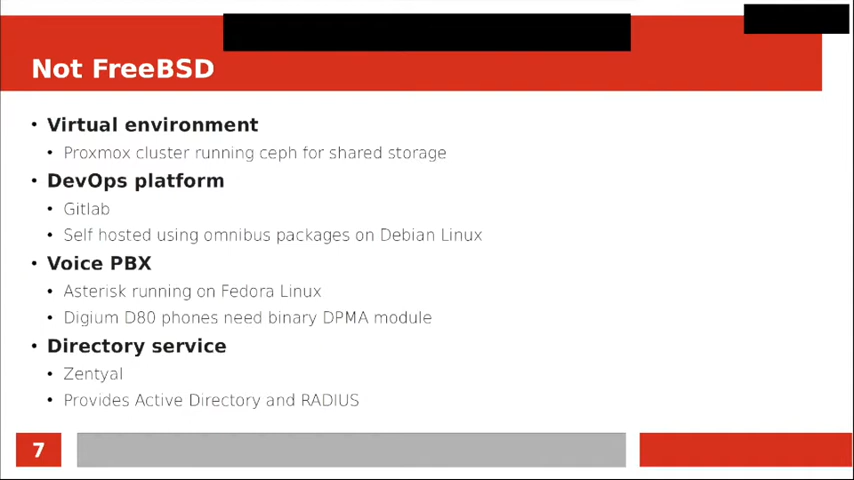 Not FreeBSD
• Virtual environment
• Proxmox cluster running ceph for shared storage
• DevOps platform
• Gitlab
• Self hosted using omnibus packages on Debian Linux
• Voice PBX
• Asterisk running on Fedora Linux
• Digium D80 phones need binary DPMA module
• Directory service
• Zentyal
• Provides Active Directory and RADIUS
7